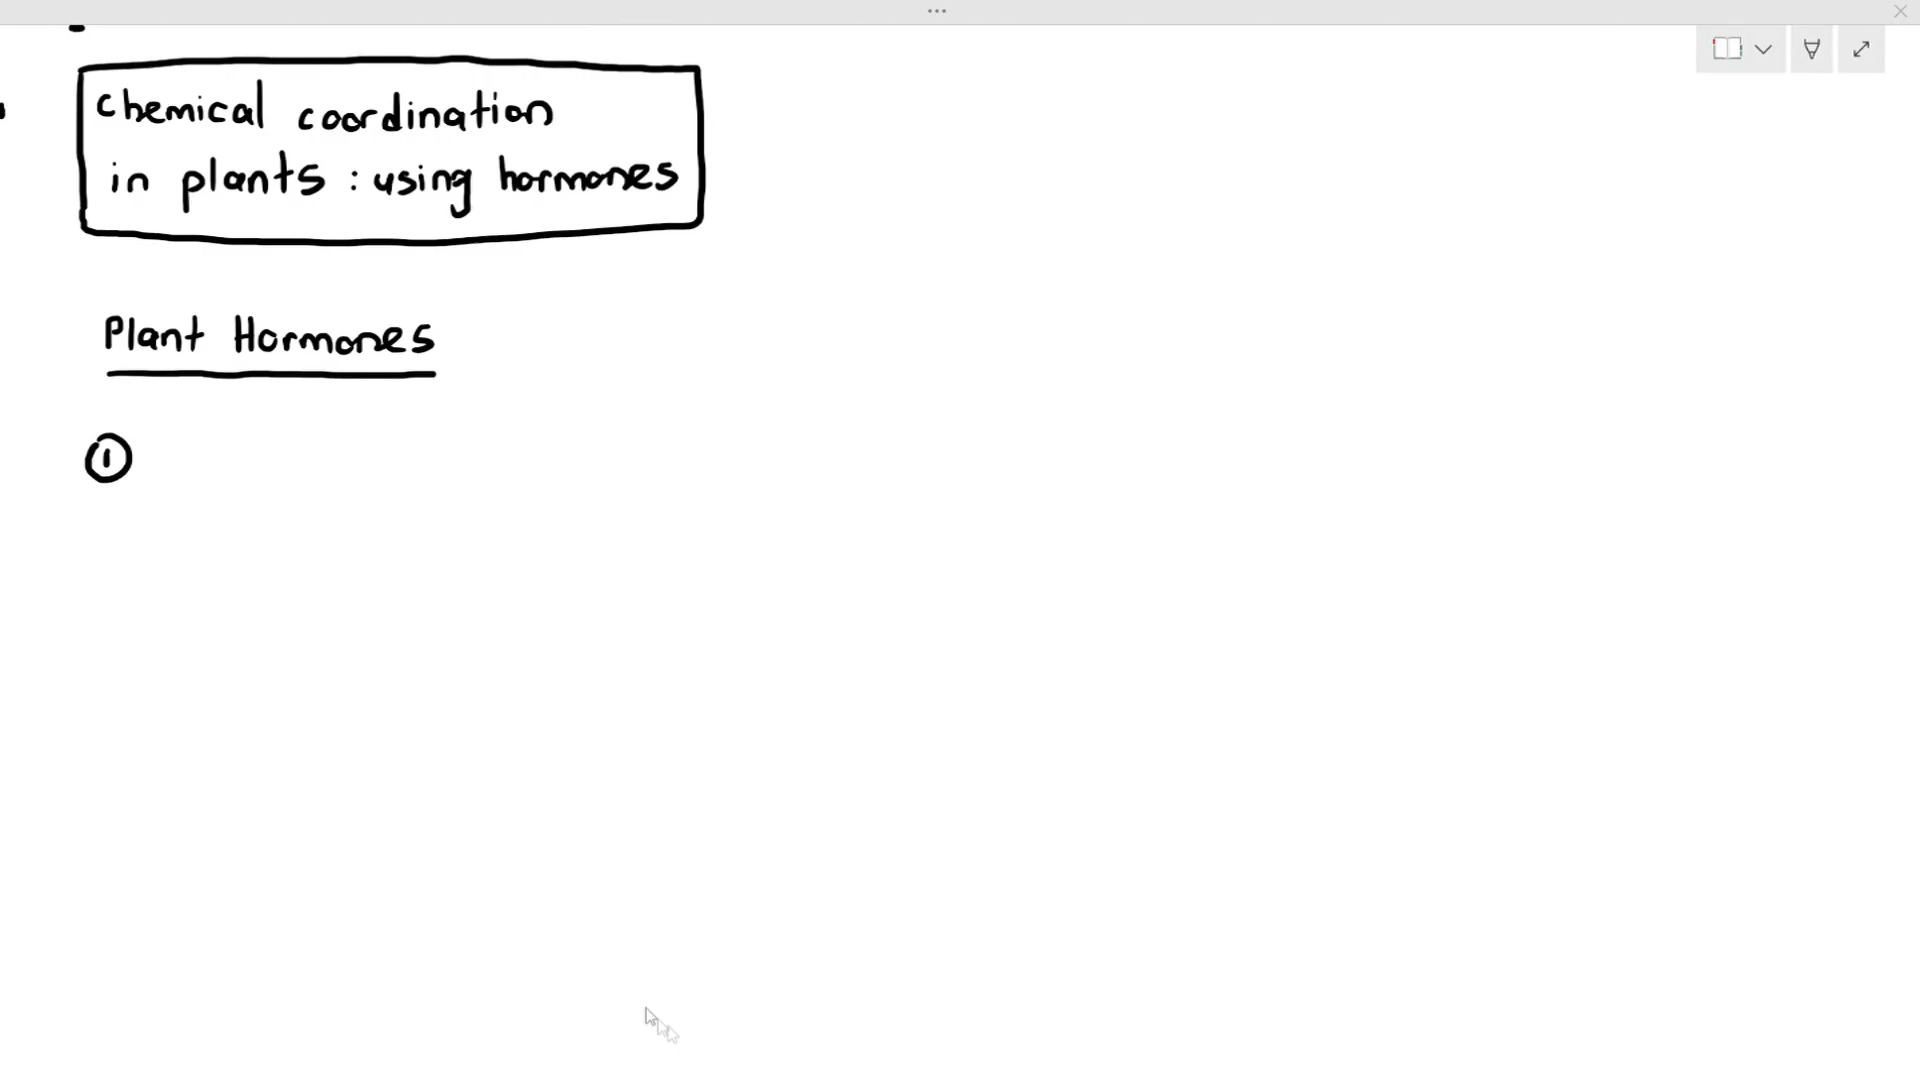 Chemical coordination
in plants : using hormones
Plant Hormones
①